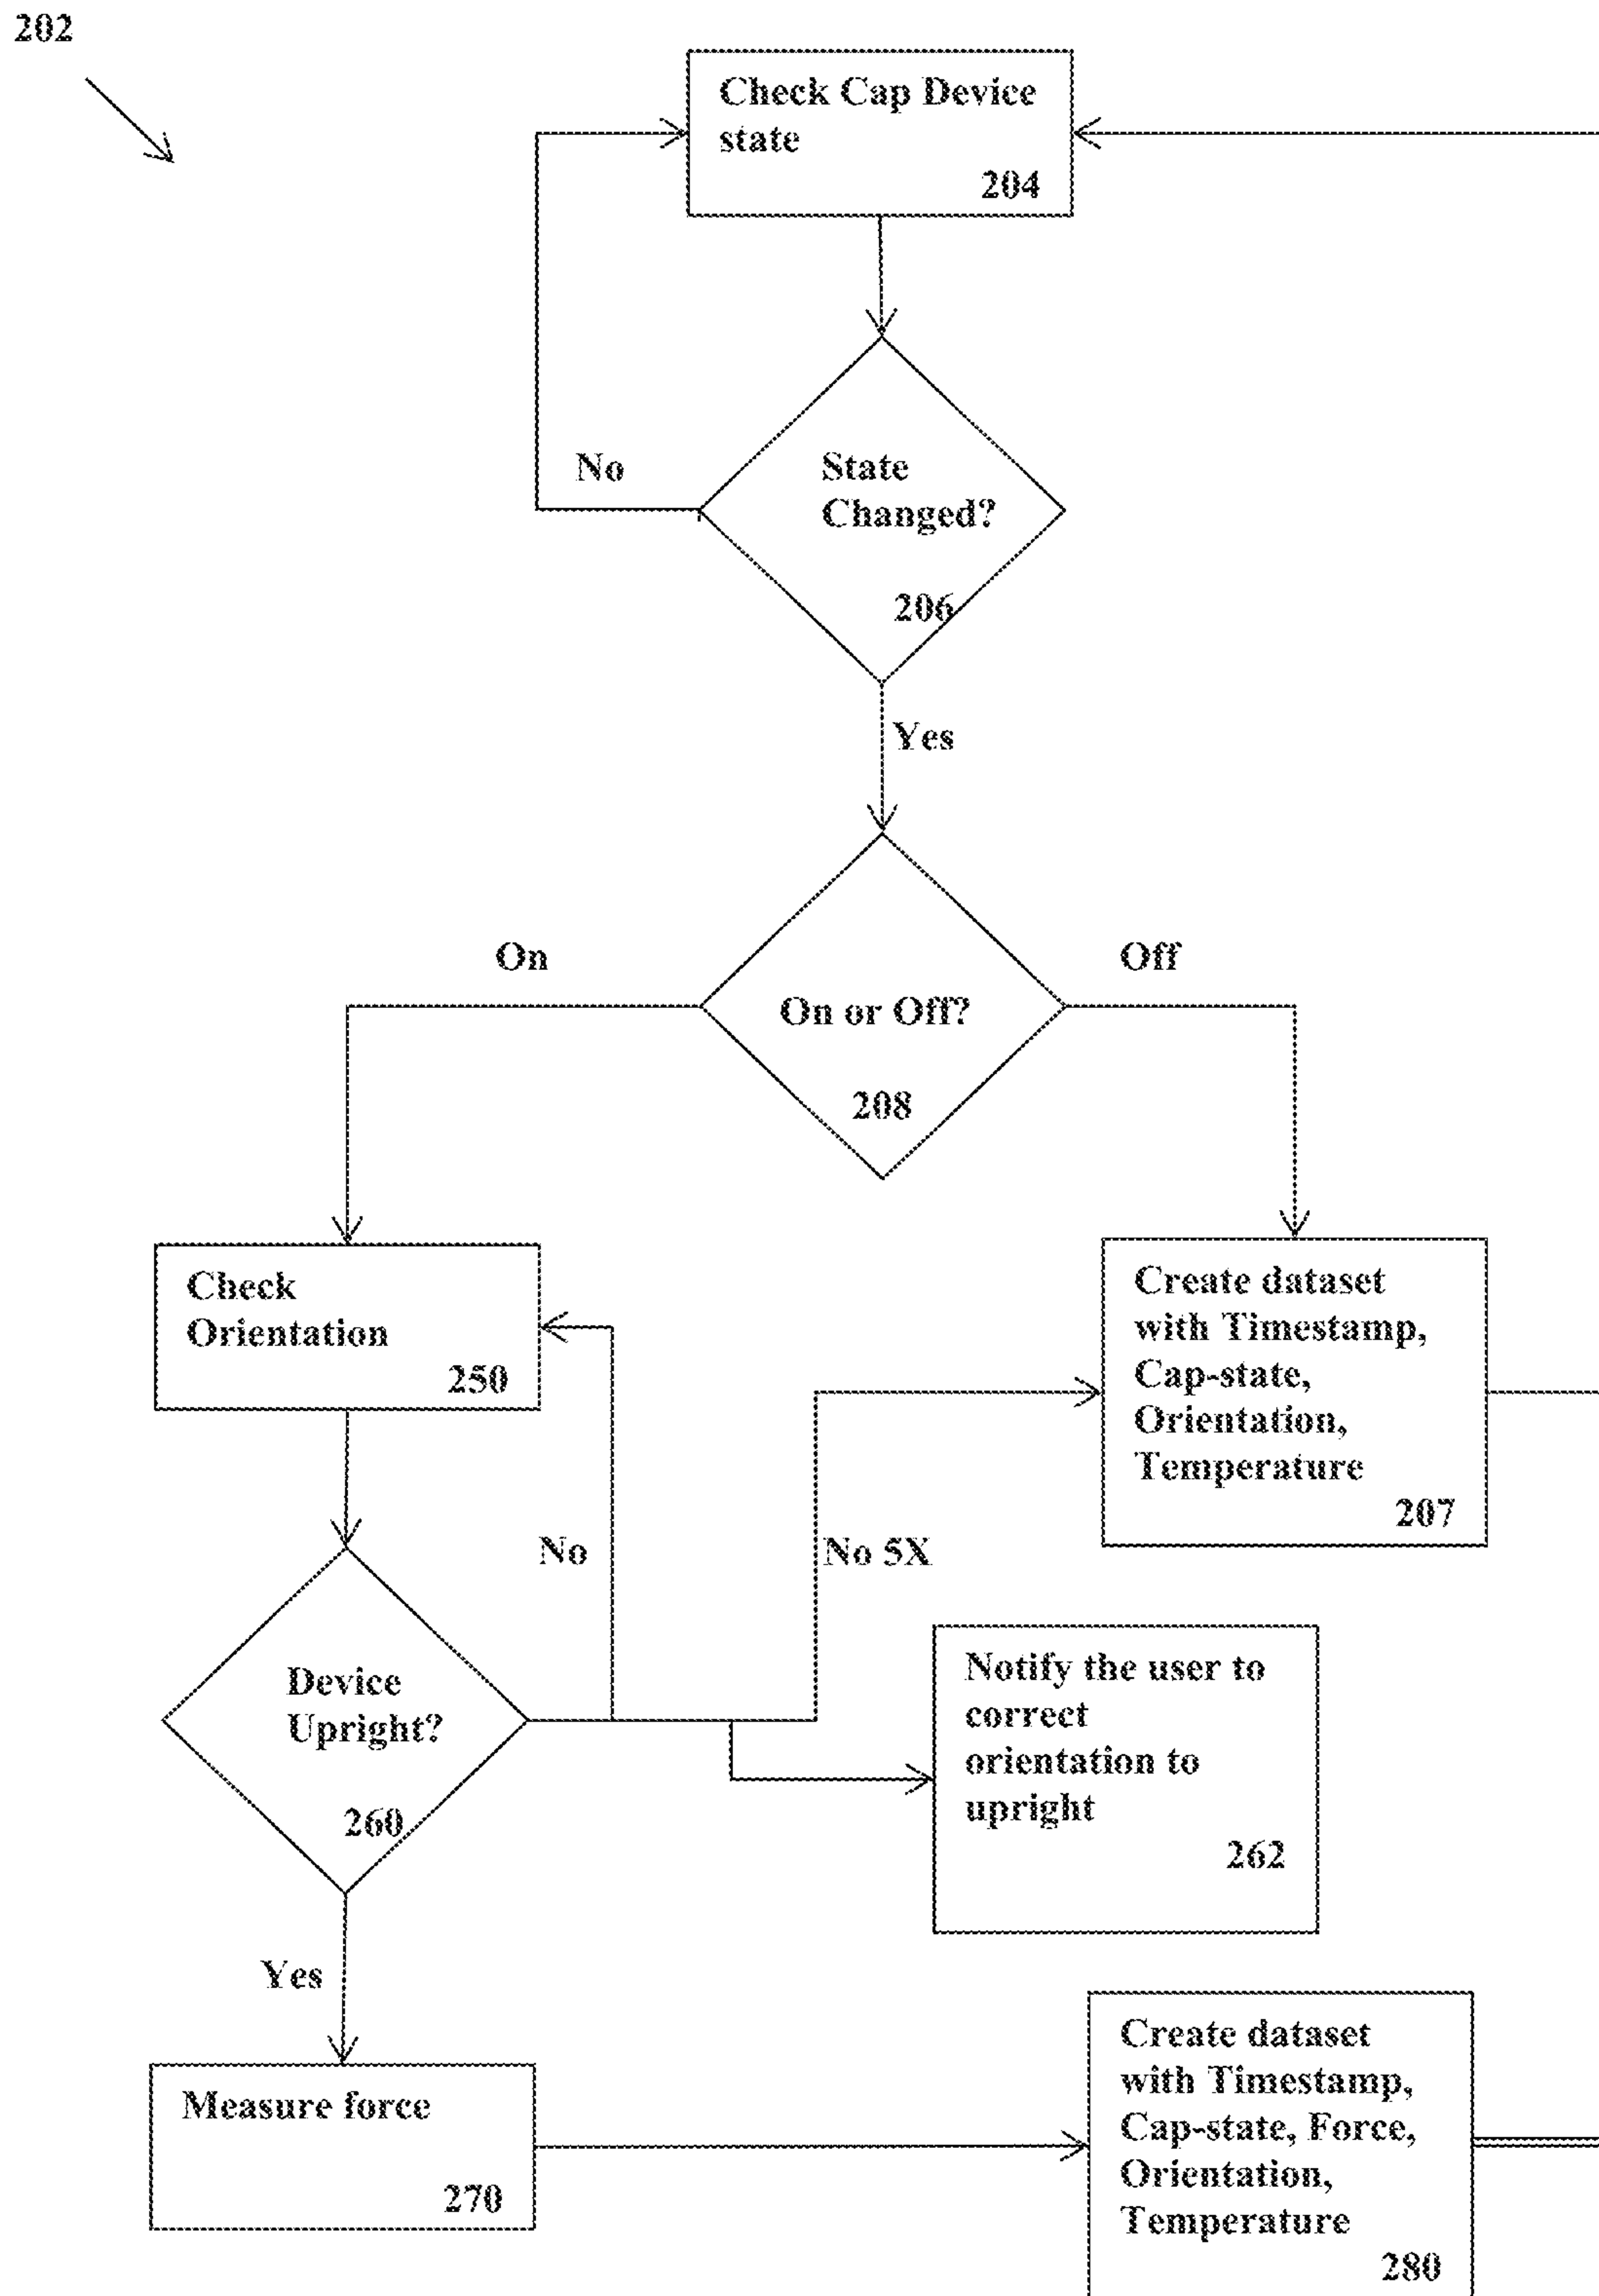 202
Check Cap Device
state
204
No
State
Changed?
206
Yes
On
Off
On or Off?
208
Check
Orientation
250
Create dataset
with Timestamp,
Cap-state,
Orientation,
Temperature
207
No
No 5X
Device
Upright?
260
Notify the user to
correct
orientation to
upright
262
Yes
Measure force
270
Create dataset
with Timestamp,
Cap-state, Force,
Orientation,
Temperature
280